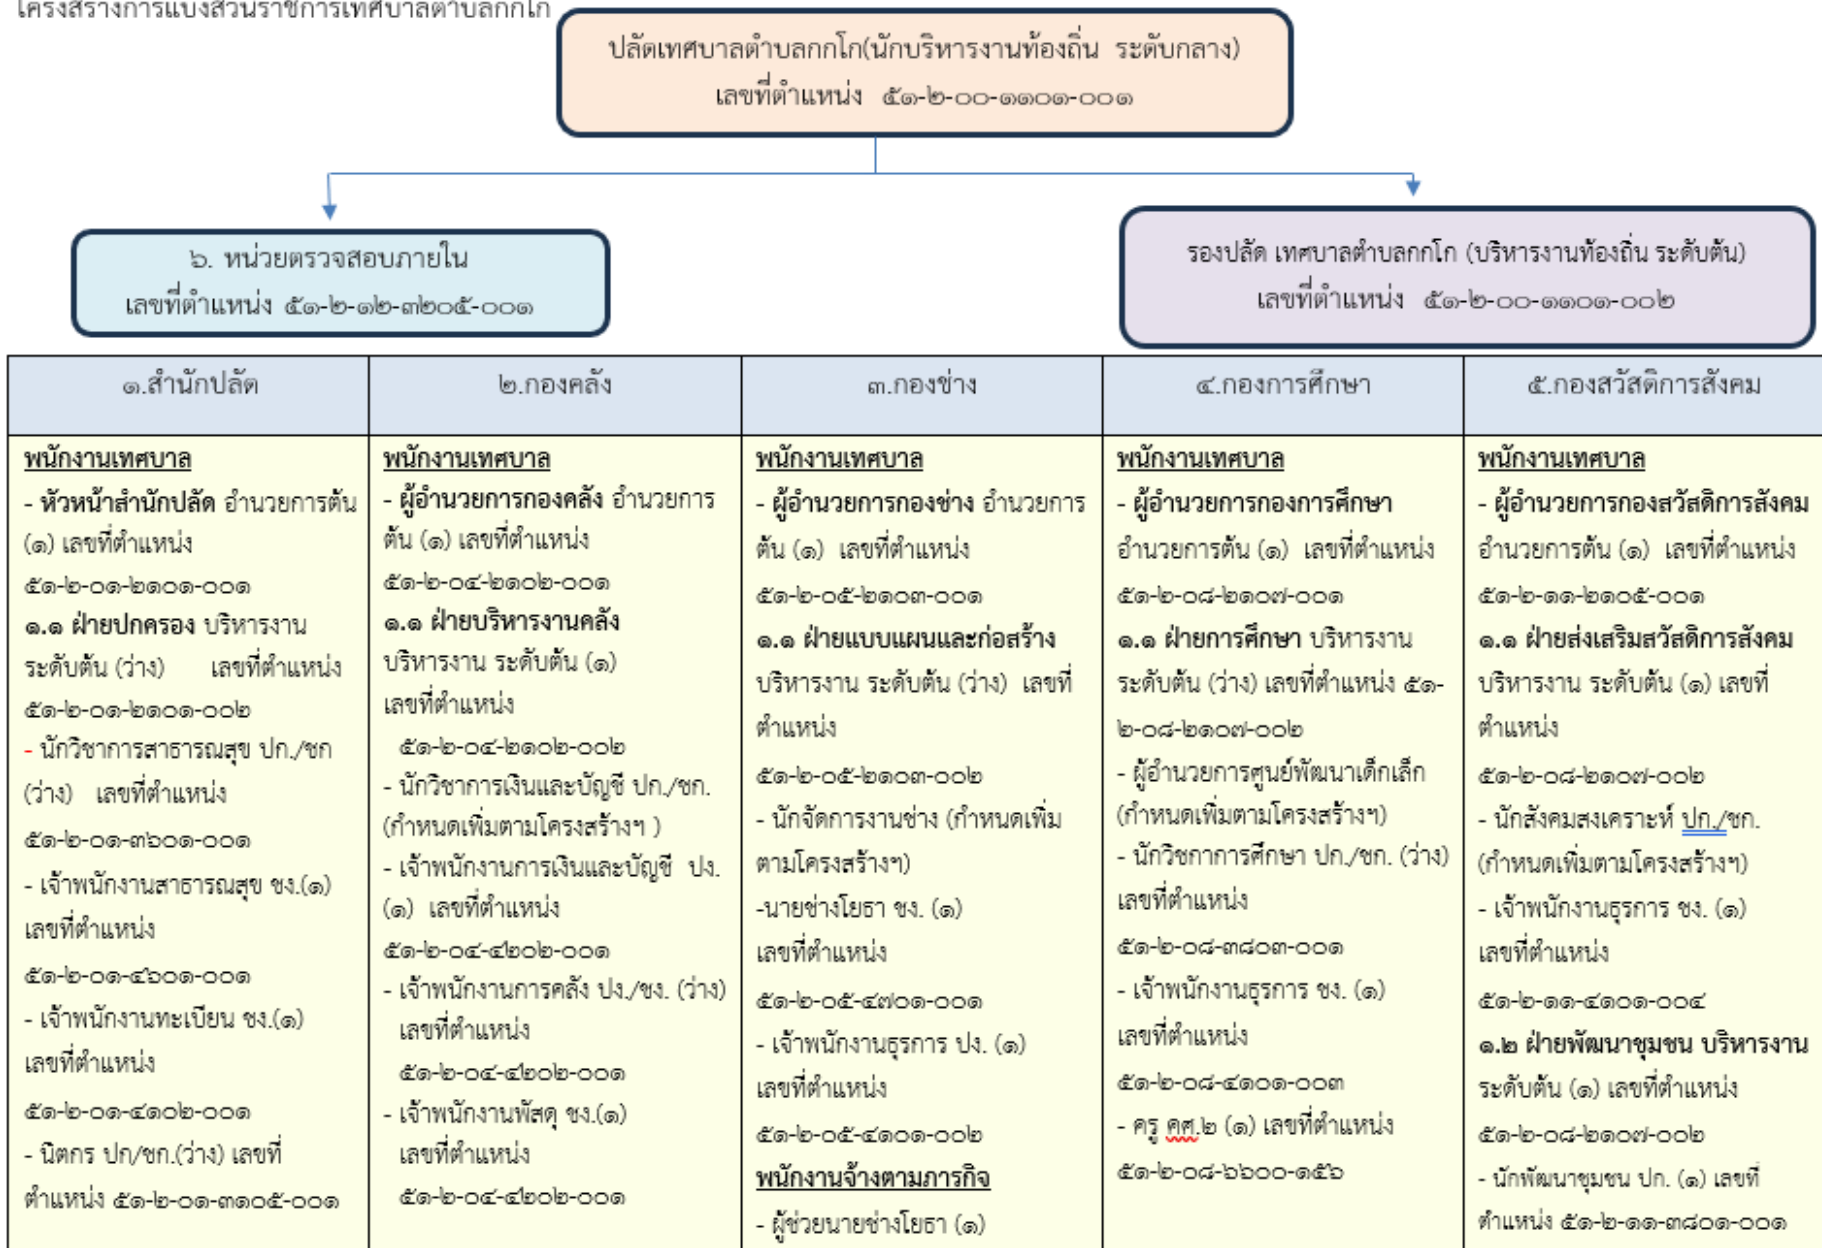 โครงสร้างการแบ่งส่วนราชการเทศบาลตำบลกกโก
ปลัดเทศบาลตำบลกกโก(นักบริหารงานท้องถิ่น ระดับกลาง)
เลขที่ตำแหน่ง ๕๑-๒-๐๐-๑๑๐๑-๐๐๑
๖. หน่วยตรวจสอบภายใน
เลขที่ตำแหน่ง ๕๑-๒-๑๒-๓๒๐๕-๐๐๑
รองปลัด เทศบาลตำบลกกโก (บริหารงานท้องถิ่น ระดับต้น)
เลขที่ตำแหน่ง ๕๑-๒-๐๐-๑๑๐๑-๐๐๒
๑.สำนักปลัด
พนักงานเทศบาล
- หัวหน้าสำนักปลัด อำนวยการต้น
(๑) เลขที่ตำแหน่ง
๕๑-๒-๐๑-๒๑๐๑-๐๐๑
๑.๑ ฝ่ายปกครอง บริหารงาน
ระดับต้น (ว่าง) เลขที่ตำแหน่ง
๕๑-๒-๐๑-๒๑๐๑-๐๐๒
- นักวิชาการสาธารณสุข ปก./ชก
(ว่าง) เลขที่ตำแหน่ง
๕๑-๒-๐๑-๓๖๐๑-๐๐๑
- เจ้าพนักงานสาธารณสุข ชง.(๑)
เลขที่ตำแหน่ง
๕๑-๒-๐๑-๔๖๐๑-๐๐๑
- เจ้าพนักงานทะเบียน ชง.(๑)
เลขที่ตำแหน่ง
๕๑-๒-๐๑-๔๑๐๒-๐๐๑
- นิตกร ปก/ชก.(ว่าง) เลขที่
ตำแหน่ง ๕๑-๒-๐๑-๓๑๐๕-๐๐๑
๒.กองคลัง
พนักงานเทศบาล
- ผู้อำนวยการกองคลัง อำนวยการ
ต้น (๑) เลขที่ตำแหน่ง
๕๑-๒-๐๔-๒๑๐๒-๐๐๑
๑.๑ ฝ่ายบริหารงานคลัง
บริหารงาน ระดับต้น (๑)
เลขที่ตำแหน่ง
๕๑-๒-๐๔-๒๑๐๒-๐๐๒
- นักวิชาการเงินและบัญชี ปก./ชก.
(กำหนดเพิ่มตามโครงสร้างฯ )
- เจ้าพนักงานการเงินและบัญชี ปง.
(๑) เลขที่ตำแหน่ง
๕๑-๒-๐๔-๔๒๐๒-๐๐๑
- เจ้าพนักงานการคลัง ปง./ชง. (ว่าง)
เลขที่ตำแหน่ง
๕๑-๒-๐๔-๔๒๐๒-๐๐๑
- เจ้าพนักงานพัสดุ ชง.(๑)
เลขที่ตำแหน่ง
๕๑-๒-๐๔-๔๒๐๒-๐๐๑
๓.กองช่าง
พนักงานเทศบาล
- ผู้อำนวยการกองช่าง อำนวยการ
ต้น (๑) เลขที่ตำแหน่ง
๕๑-๒-๐๕-๒๑๐๓-๐๐๑
๑.๑ ฝ่ายแบบแผนและก่อสร้าง
บริหารงาน ระดับต้น (ว่าง) เลขที่
ตำแหน่ง
๕๑-๒-๐๕-๒๑๐๓-๐๐๒
- นักจัดการงานช่าง (กำหนดเพิ่ม
ตามโครงสร้างฯ)
-นายช่างโยธา ชง. (๑)
เลขที่ตำแหน่ง
๕๑-๒-๐๕-๔๗๐๑-๐๐๑
- เจ้าพนักงานธุรการ ปง. (๑)
เลขที่ตำแหน่ง
๕๑-๒-๐๕-๔๑๐๑-๐๐๒
พนักงานจ้างตามภารกิจ
- ผู้ช่วยนายช่างโยธา (๑)
๔.กองการศึกษา
พนักงานเทศบาล
- ผู้อำนวยการกองการศึกษา
อำนวยการต้น (๑) เลขที่ตำแหน่ง
๕๑-๒-๐๘-๒๑๐๗-๐๐๑
๑.๑ ฝ่ายการศึกษา บริหารงาน
ระดับต้น (ว่าง) เลขที่ตำแหน่ง ๕๑-
๒-๐๘-๒๑๐๗-๐๐๒
- ผู้อำนวยการศูนย์พัฒนาเด็กเล็ก
(กำหนดเพิ่มตามโครงสร้างฯ)
- นักวิชกาการศึกษา ปก./ชก. (ว่าง)
เลขที่ตำแหน่ง
๕๑-๒-๐๘-๓๘๐๓-๐๐๑
- เจ้าพนักงานธุรการ ชง. (๑)
เลขที่ตำแหน่ง
๕๑-๒-๐๘-๔๑๐๑-๐๐๓
- ครู คศ.๒ (๑) เลขที่ตำแหน่ง
๕๑-๒-๐๘-๖๖๐๐-๑๕๖
๕.กองสวัสติการสังคม
พนักงานเทศบาล
- ผู้อำนวยการกองสวัสติการสังคม
อำนวยการต้น (๑) เลขที่ตำแหน่ง
๕๑-๒-๑๑-๒๑๐๕-๐๐๑
๑.๑ ฝ่ายส่งเสริมสวัสติการสังคม
บริหารงาน ระดับต้น (๑) เลขที่
ตำแหน่ง
๕๑-๒-๐๘-๒๑๐๗-๐๐๒
- นักสังคมสงเคราะห์ ปก./ชก.
(กำหนดเพิ่มตามโครงสร้างฯ)
- เจ้าพนักงานธุรการ ชง. (๑)
เลขที่ตำแหน่ง
๕๑-๒-๑๑-๔๑๐๑-๐๐๔
๑.๒ ฝ่ายพัฒนาชุมชน บริหารงาน
ระดับต้น (๑) เลขที่ตำแหน่ง
๕๑-๒-๐๘-๒๑๐๗-๐๐๒
- นักพัฒนาชุมชน ปก. (๑) เลขที่
ตำแหน่ง ๕๑-๒-๑๑-๓๘๐๑-๐๐๑